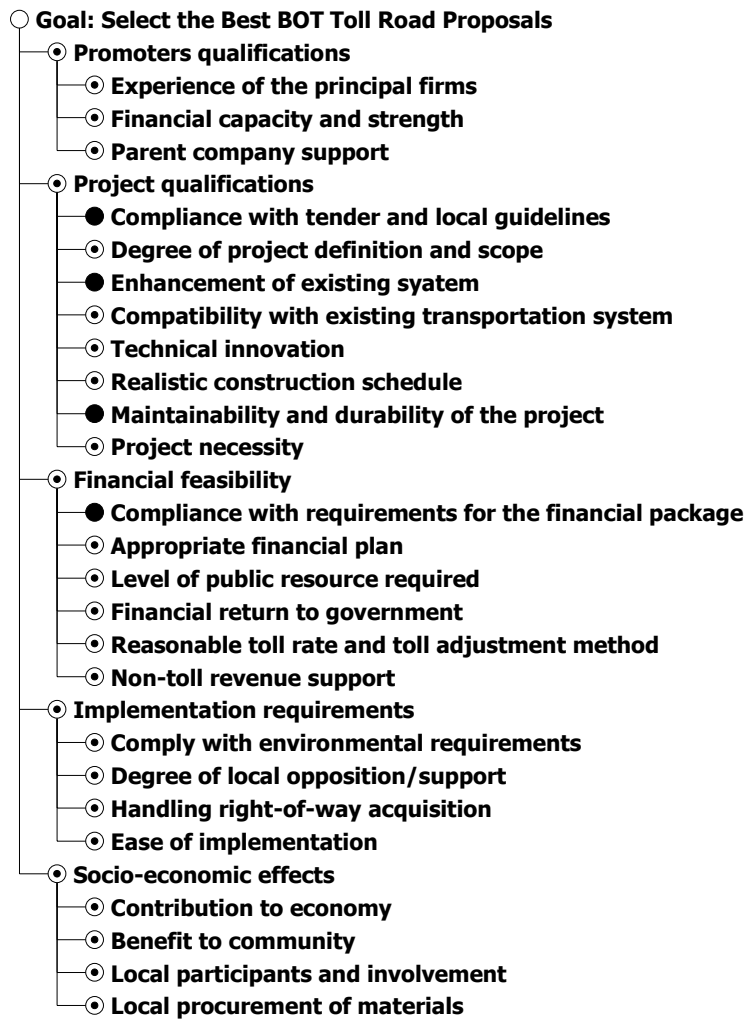 Goal: Select the Best BOT Toll Road Proposals
Promoters qualifications
Experience of the principal firms
Financial capacity and strength
Parent company support
Project qualifications
Compliance with tender and local guidelines
Degree of project definition and scope
Enhancement of existing syatem
Compatibility with existing transportation system
Technical innovation
Realistic construction schedule
Maintainability and durability of the project
Project necessity
Financial feasibility
Compliance with requirements for the financial package
Appropriate financial plan
Level of public resource required
Financial return to government
Reasonable toll rate and toll adjustment method
Non-toll revenue support
Implementation requirements
Comply with environmental requirements
Degree of local opposition/support
Handling right-of-way acquisition
Ease of implementation
Socio-economic effects
Contribution to economy
Benefit to community
Local participants and involvement
Local procurement of materials